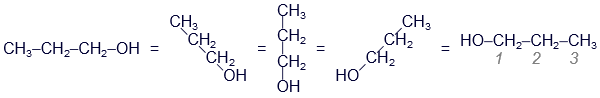 CH₃–CH₂–CH₂–OH = CH₃ CH₂ CH₂ OH = CH₃ CH₂ CH₂ OH = CH₃ CH₂ CH₂ HO = HO–CH₂–CH₂–CH₃
1 2 3